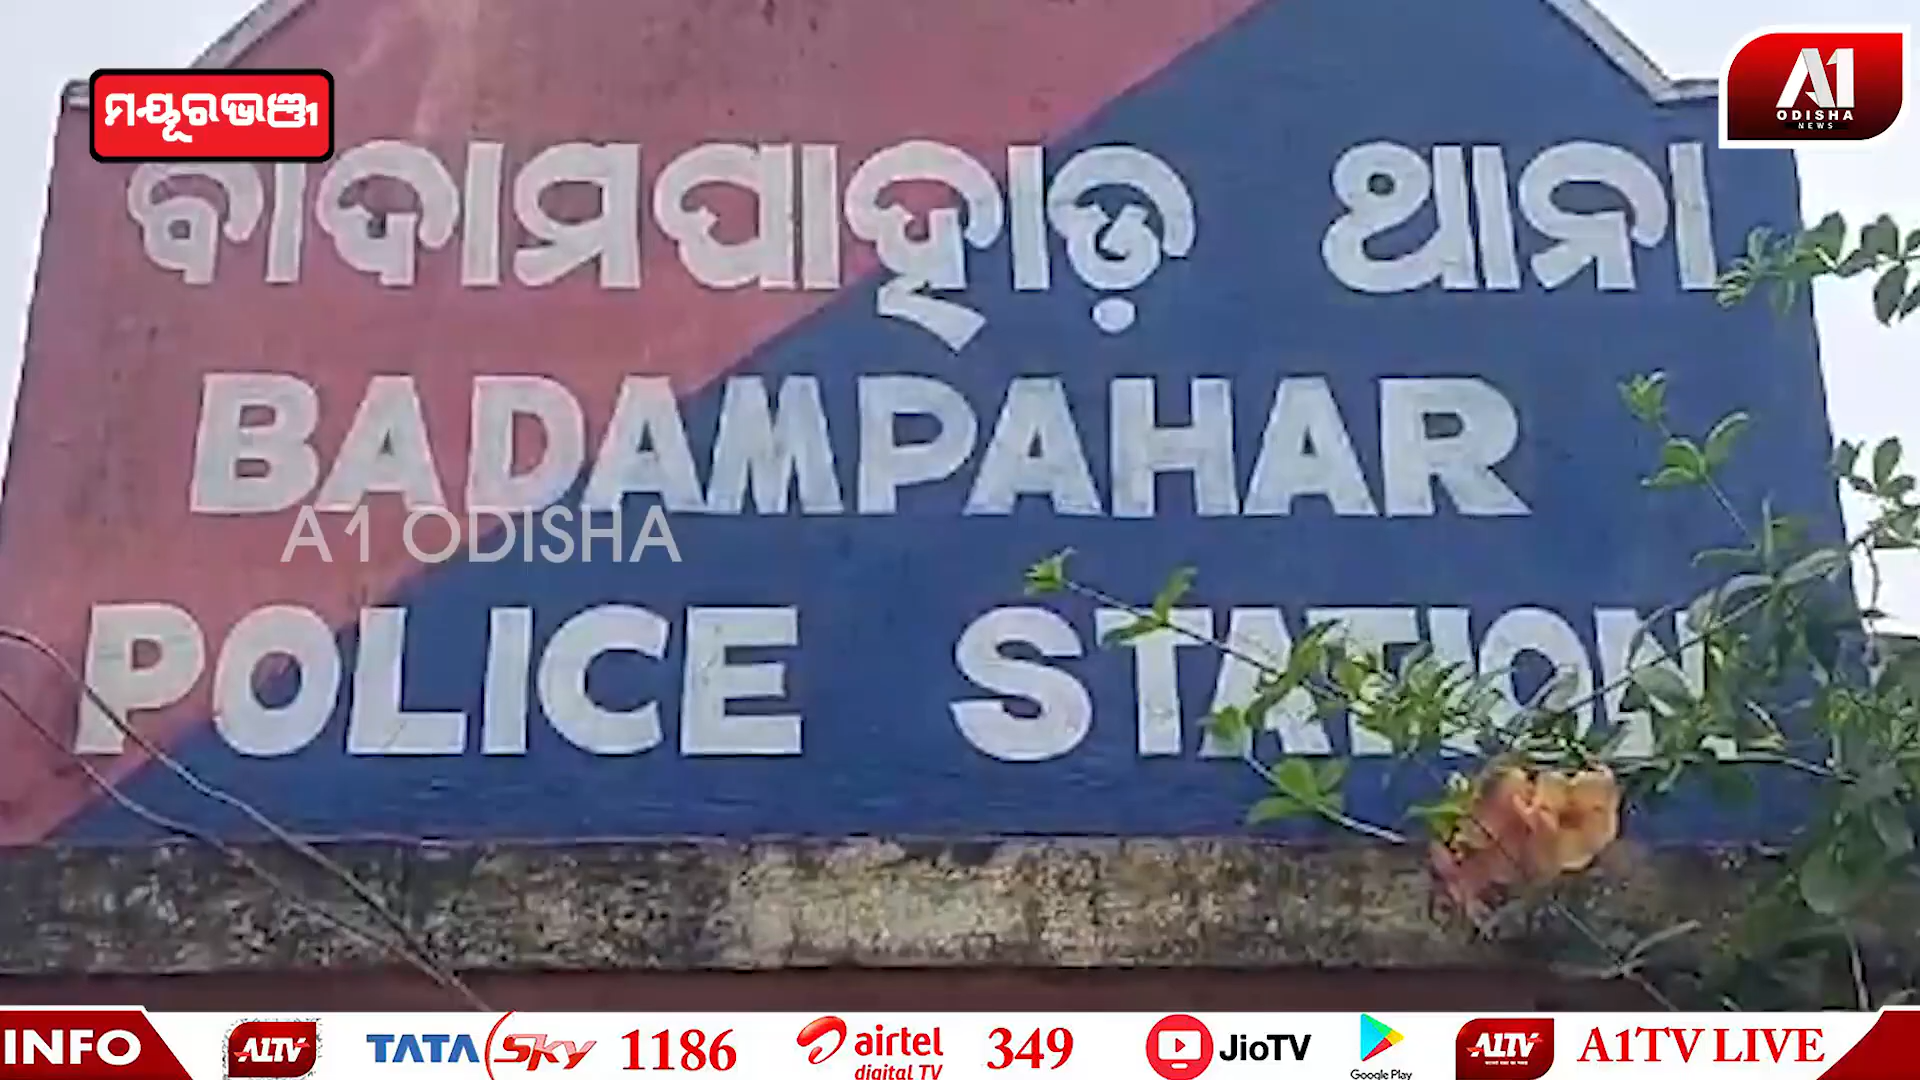 ମୟୂରଭଞ୍ଜ
A1
ODISHA
NEWS
ବାଦାମପାହାଡ଼ ଥାନା
BADAMPAHAR
A1 ODISHA
POLICE STATION
INFO A1TV TATA Sky 1186 airtel digital TV 349 JioTV Google Play A1TV A1TV LIVE